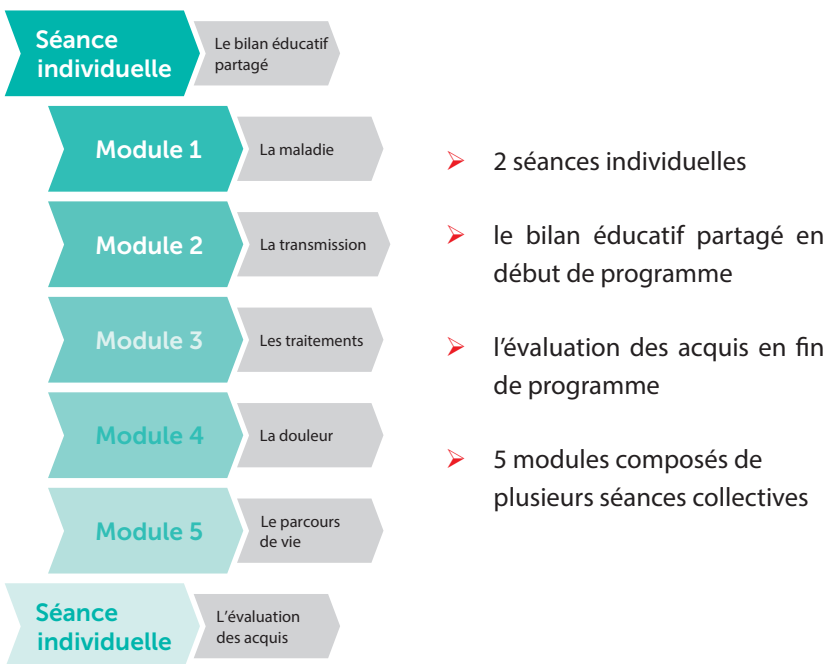 Séance
individuelle
Le bilan éducatif
partagé
Module 1
La maladie
Module 2
La transmission
Module 3
Les traitements
Module 4
La douleur
Module 5
Le parcours
de vie
Séance
individuelle
L'évaluation
des acquis
➢ 2 séances individuelles
➢ le bilan éducatif partagé en
début de programme
➢ l'évaluation des acquis en fin
de programme
➢ 5 modules composés de
plusieurs séances collectives